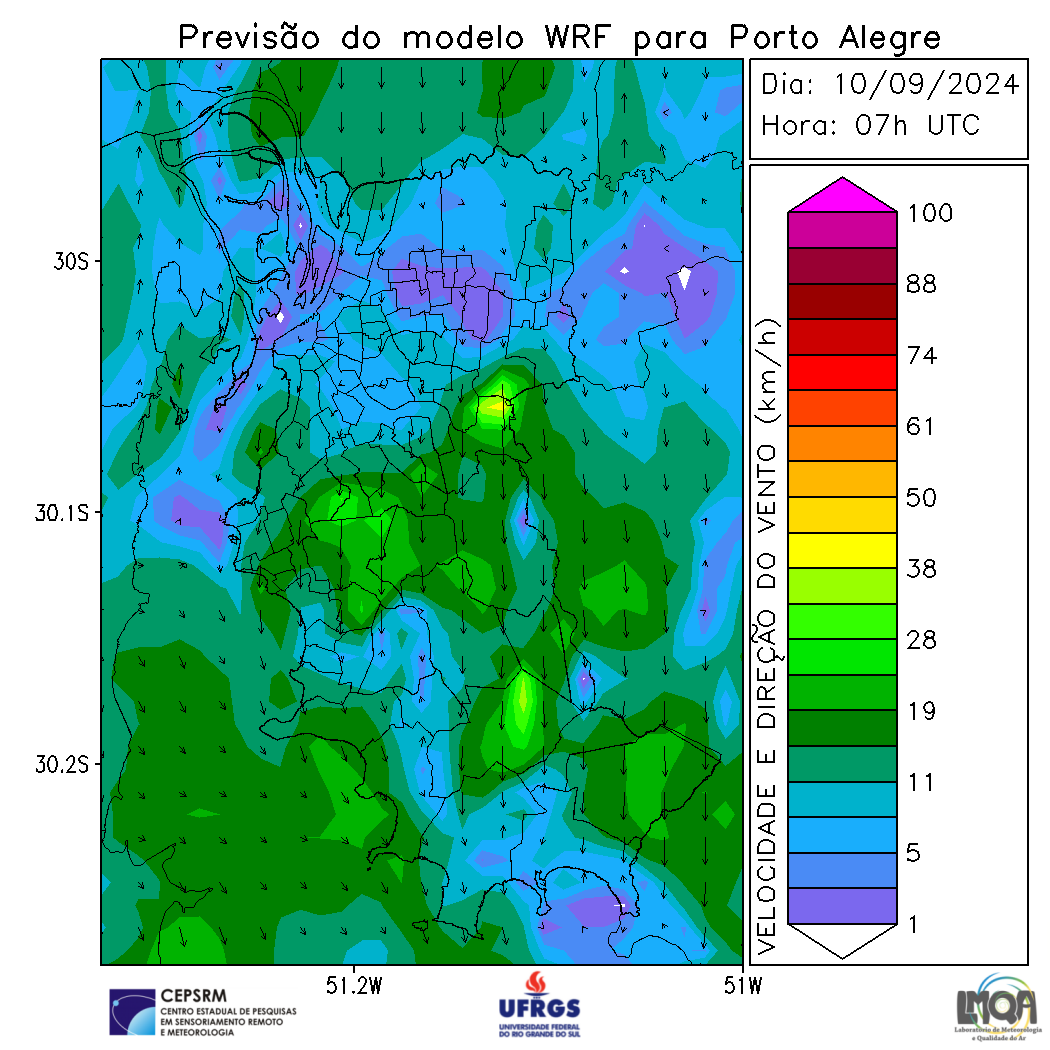 Previsão do modelo WRF para Porto Alegre
Dia: 10/09/2024
Hora: 07h UTC
30S
30.1S
30.2S
51.2W
51W
VELOCIDADE E DIREÇÃO DO VENTO (km/h)
100
88
74
61
50
38
28
19
11
5
1
CEPSRM
CENTRO ESTADUAL DE PESQUISAS
EM SENSORIAMENTO REMOTO
E METEOROLOGIA
UFRGS
UNIVERSIDADE FEDERAL
DO RIO GRANDE DO SUL
LMQA
Laboratório de Meteorologia
e Qualidade do Ar